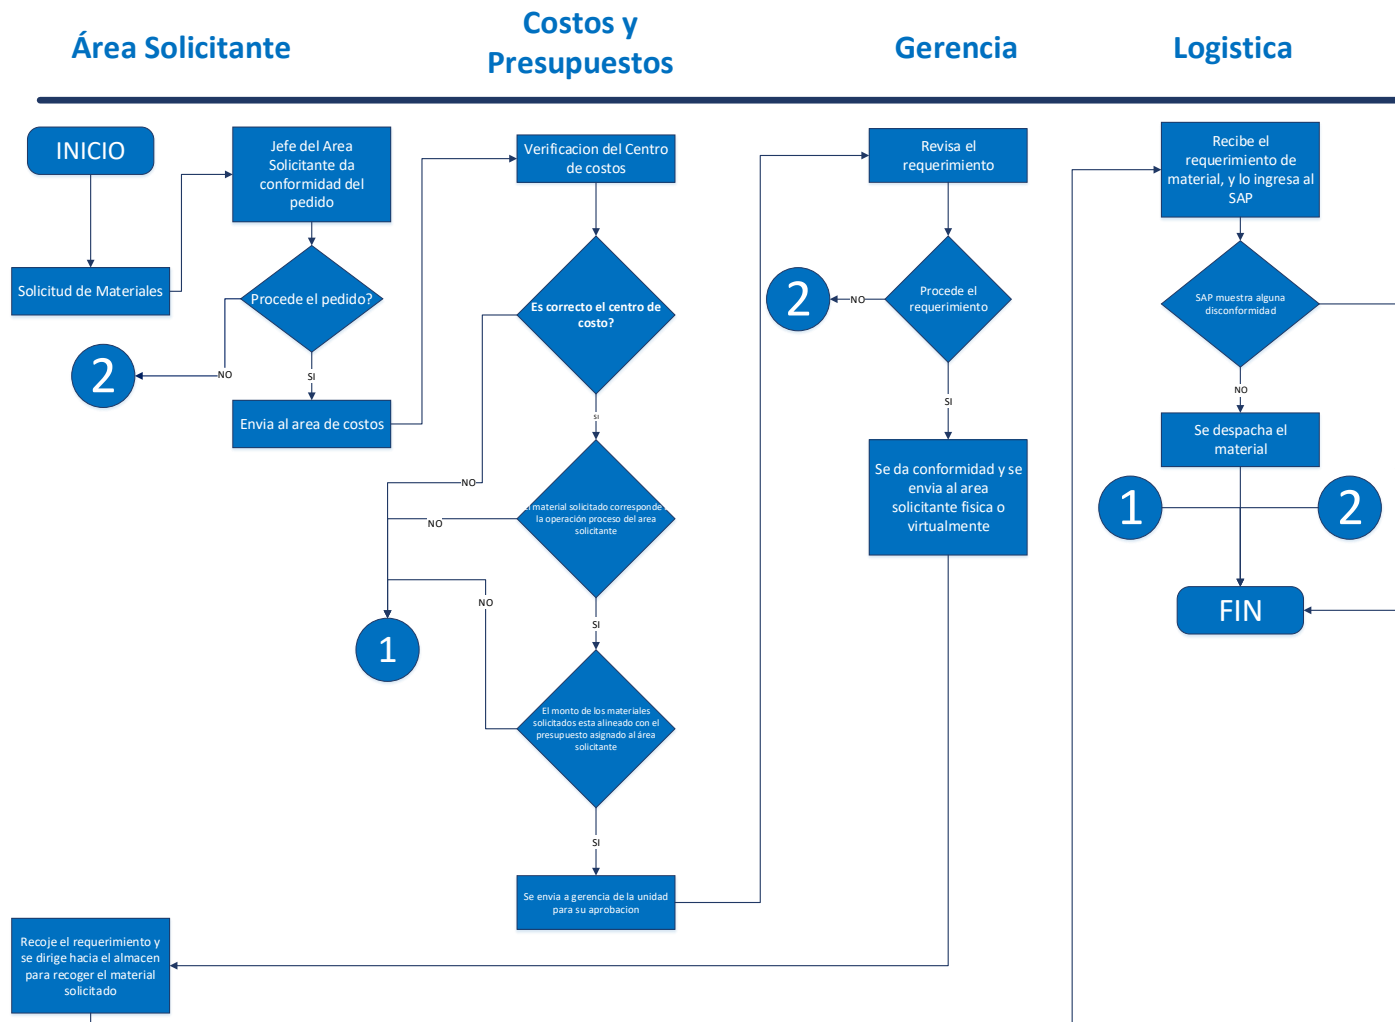 Área Solicitante
Costos y
Presupuestos
Gerencia
Logistica
INICIO
Solicitud de Materiales
Jefe del Area
Solicitante da
conformidad del
pedido
Procede el pedido?
NO
2
SI
Envia al area de costos
Recoje el requerimiento y
se dirige hacia el almacen
para recoger el material
solicitado
Verificacion del Centro
de costos
Es correcto el centro de
costo?
NO
SI
material solicitado corresponde
la operación proceso del area
solicitante
NO
SI
1
El monto de los materiales
solicitados esta alineado con el
presupuesto asignado al área
solicitante
NO
SI
Se envia a gerencia de la unidad
para su aprobacion
Revisa el
requerimiento
Procede el
requerimiento
NO
2
SI
Se da conformidad y se
envia al area
solicitante fisica o
virtualmente
Recibe el
requerimiento de
material, y lo ingresa al
SAP
SAP muestra alguna
disconformidad
NO
Se despacha el
material
1
2
FIN